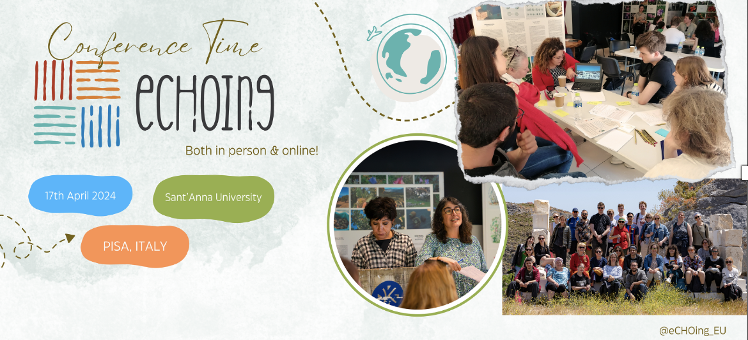 Conference Time
eCHOing
Both in person & online!
17th April 2024
Sant'Anna University
PISA, ITALY
@eCHOing_EU